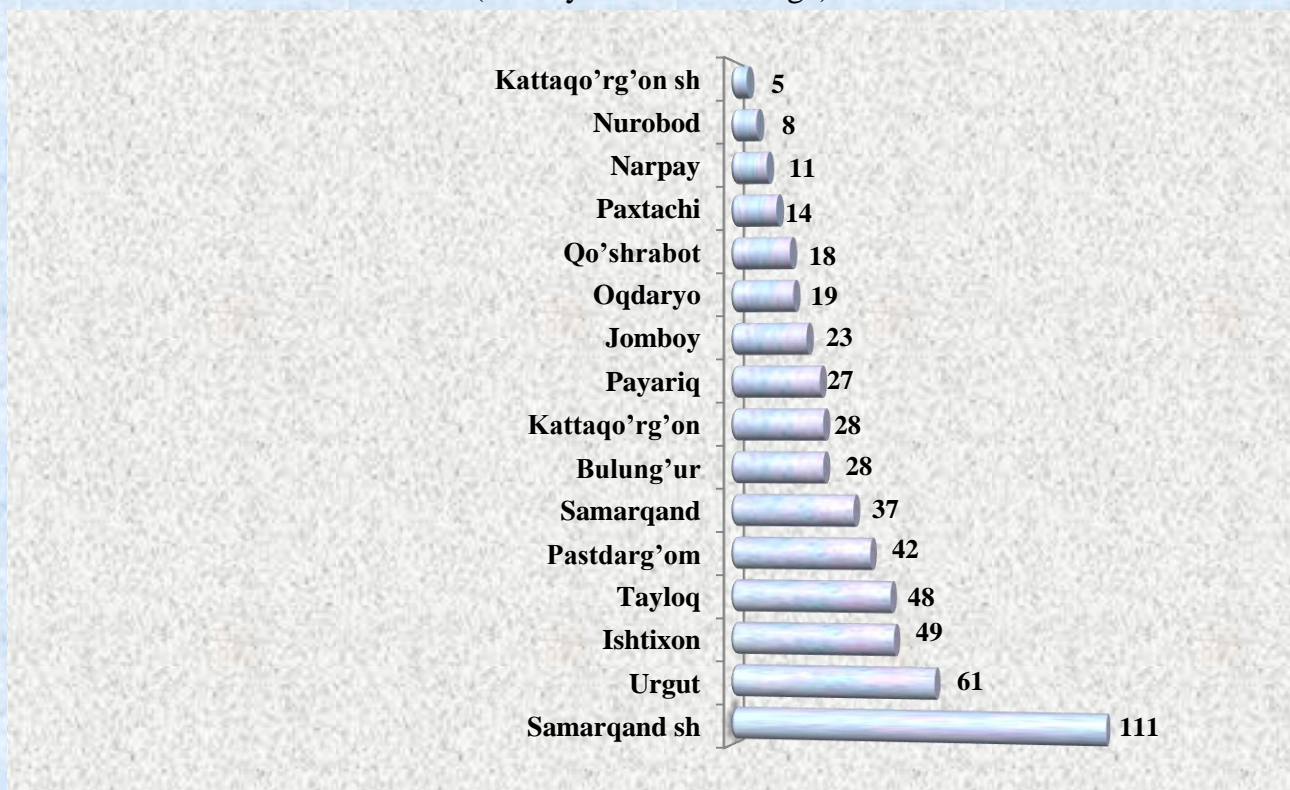 Kattaqo’rg’on sh 5
Nurobod 8
Narpay 11
Paxtachi 14
Qo’shrabot 18
Oqdaryo 19
Jomboy 23
Payariq 27
Kattaqo’rg’on 28
Bulung’ur 28
Samarqand 37
Pastdarg’om 42
Tayloq 48
Ishtixon 49
Urgut 61
Samarqand sh 111